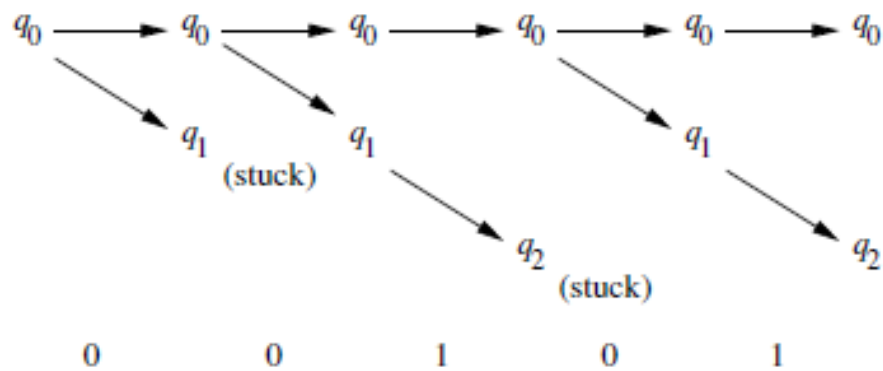 q0 q0 q0 q0 q0 q0
q1 q1 q1
(stuck)
q2 q2
(stuck)
0 0 1 0 1